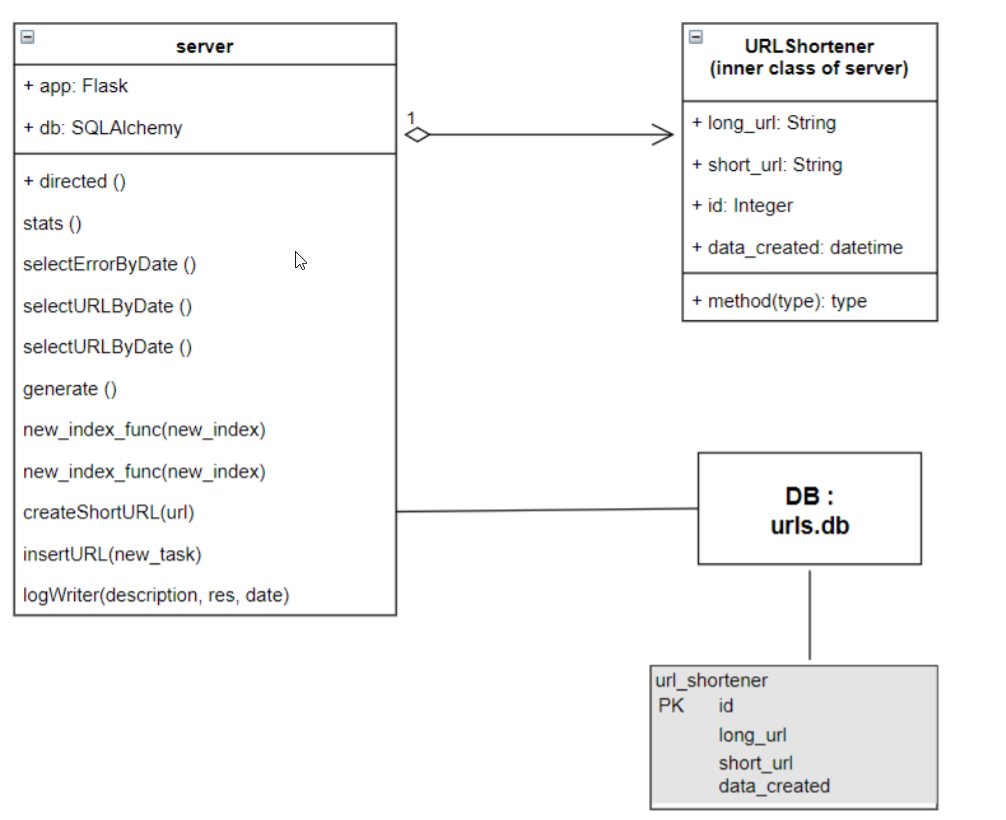 server
+ app: Flask
+ db: SQLAlchemy
+ directed ()
stats ()
selectErrorByDate ()
selectURLByDate ()
selectURLByDate ()
generate ()
new_index_func(new_index)
new_index_func(new_index)
createShortURL(url)
insertURL(new_task)
logWriter(description, res, date)
1
URLShortener
(inner class of server)
+ long_url: String
+ short_url: String
+ id: Integer
+ data_created: datetime
+ method(type): type
DB :
urls.db
url_shortener
PK id
long_url
short_url
data_created